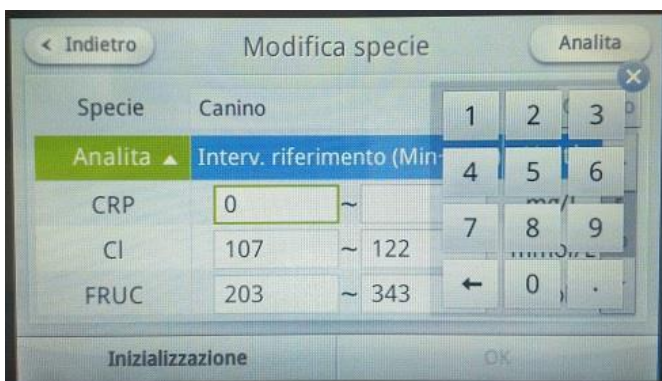 Indietro Modifica specie Analita
Specie Canino
Analita Interv. riferimento (Min
CRP 0 ~
Cl 107 ~ 122
FRUC 203 ~ 343
1 2 3
4 5 6
7 8 9
← 0 .
Inizializzazione OK